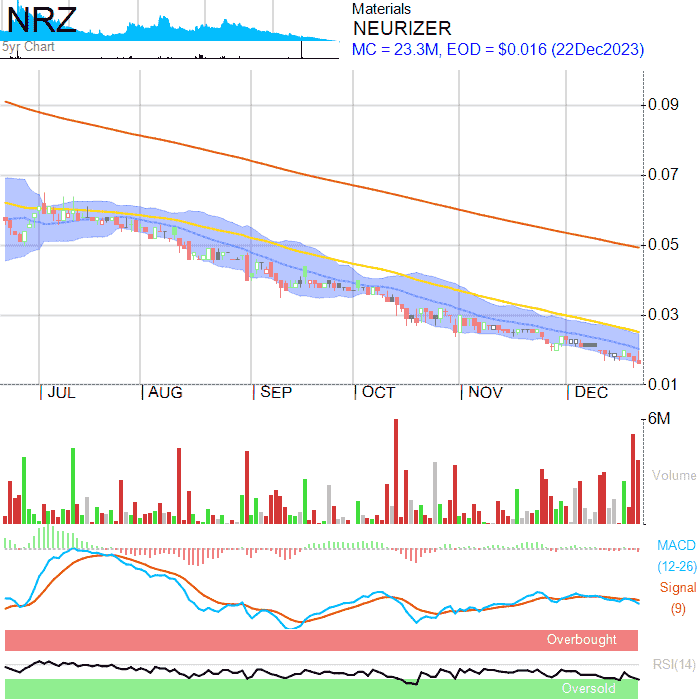 NRZ
5yr Chart
Materials
NEURIZER
MC = 23.3M, EOD = $0.016 (22Dec2023)
0.09
0.07
0.05
0.03
0.01
JUL AUG SEP OCT NOV DEC
6M
Volume
MACD
(12-26)
Signal
(9)
Overbought
RSI(14)
Oversold